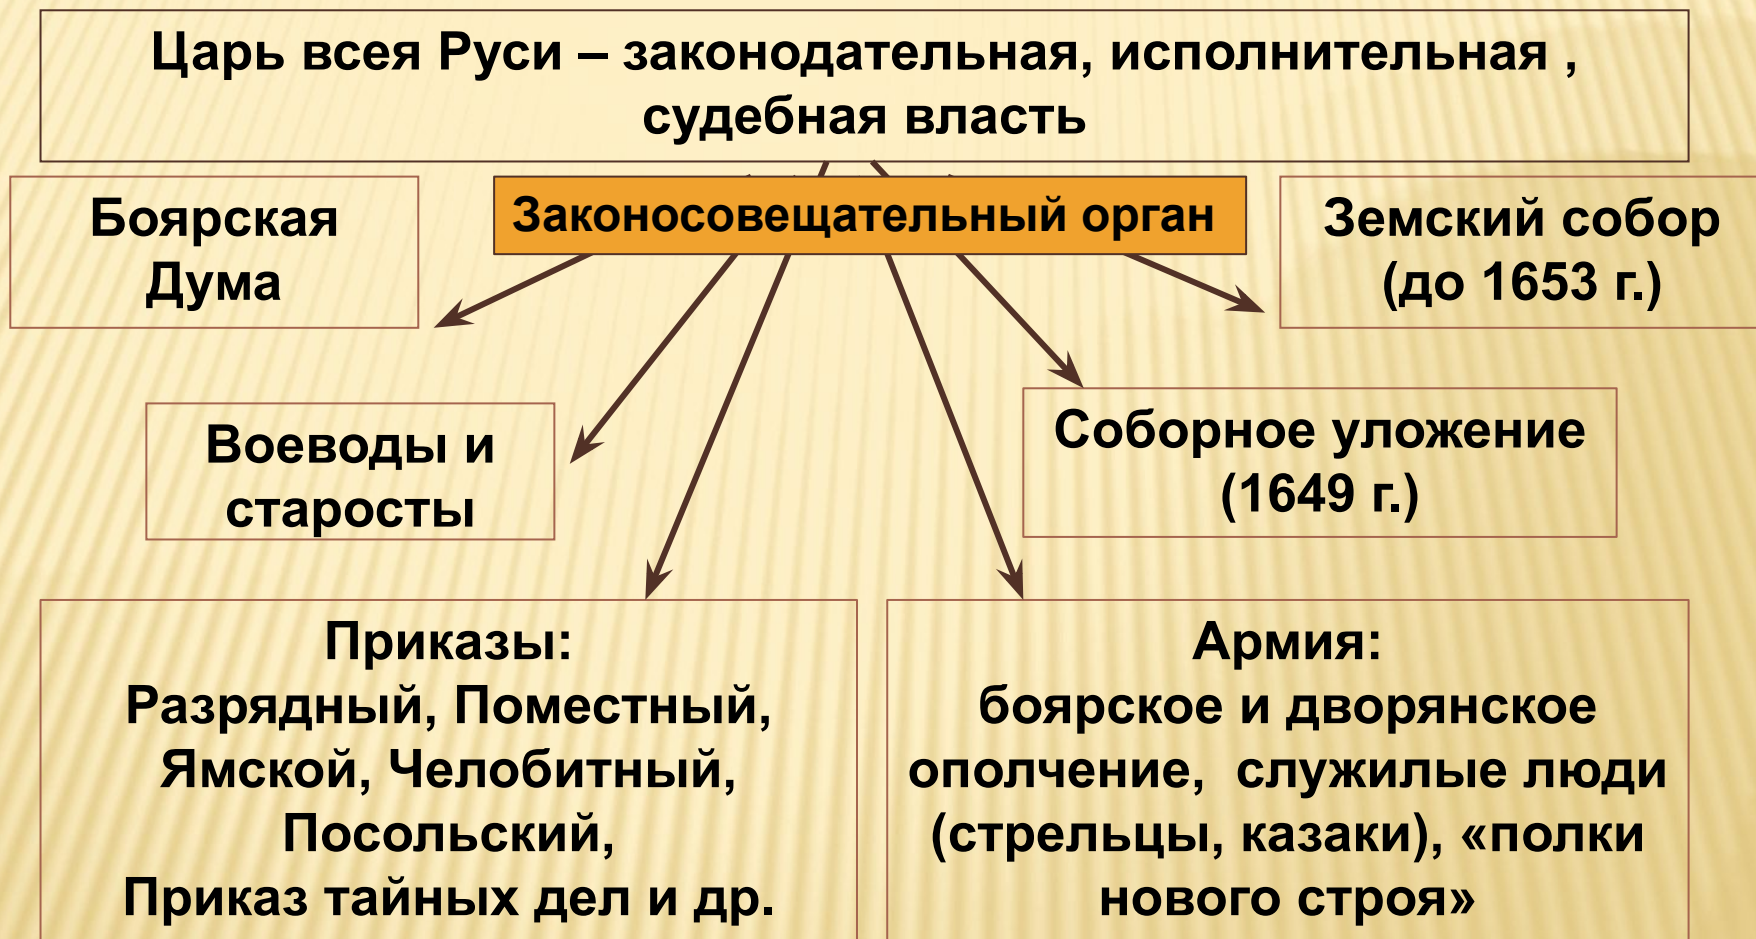 Царь всея Руси – законодательная, исполнительная ,
судебная власть
Боярская
Дума
Законосовещательный орган
Земский собор
(до 1653 г.)
Воеводы и
старосты
Соборное уложение
(1649 г.)
Приказы:
Разрядный, Поместный,
Ямской, Челобитный,
Посольский,
Приказ тайных дел и др.
Армия:
боярское и дворянское
ополчение, служилые люди
(стрельцы, казаки), «полки
нового строя»